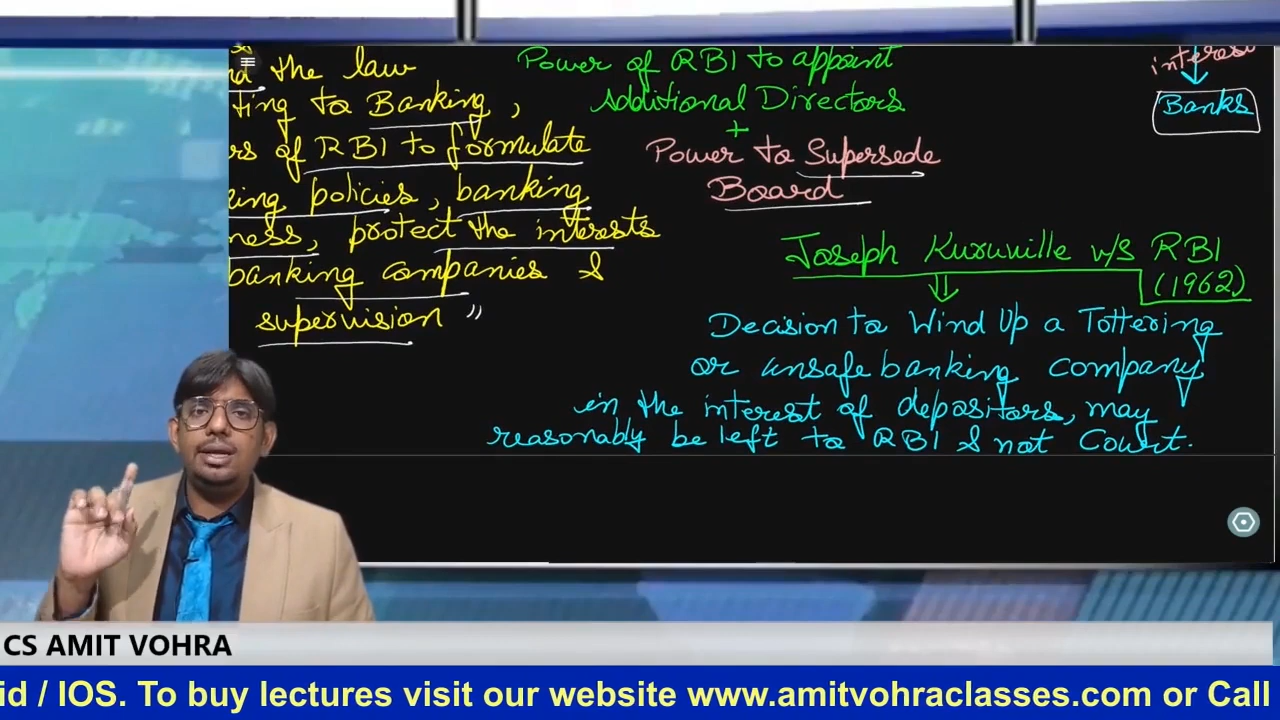 the law
ting to Banking,
rs of RBI to formulate
king policies, banking
ness, protect the interests
banking companies &
supervision "
Power of RBI to appoint
Additional Directors
+
Power to Supersede
Board
interest
Banks
Joseph Kuruville v/s RBI
(1962)
Decision to Wind Up a Tottering
or unsafe banking company
in the interest of depositors, may
reasonably be left to RBI & not Court.
CS AMIT VOHRA
id / IOS. To buy lectures visit our website www.amitvohraclasses.com or Call